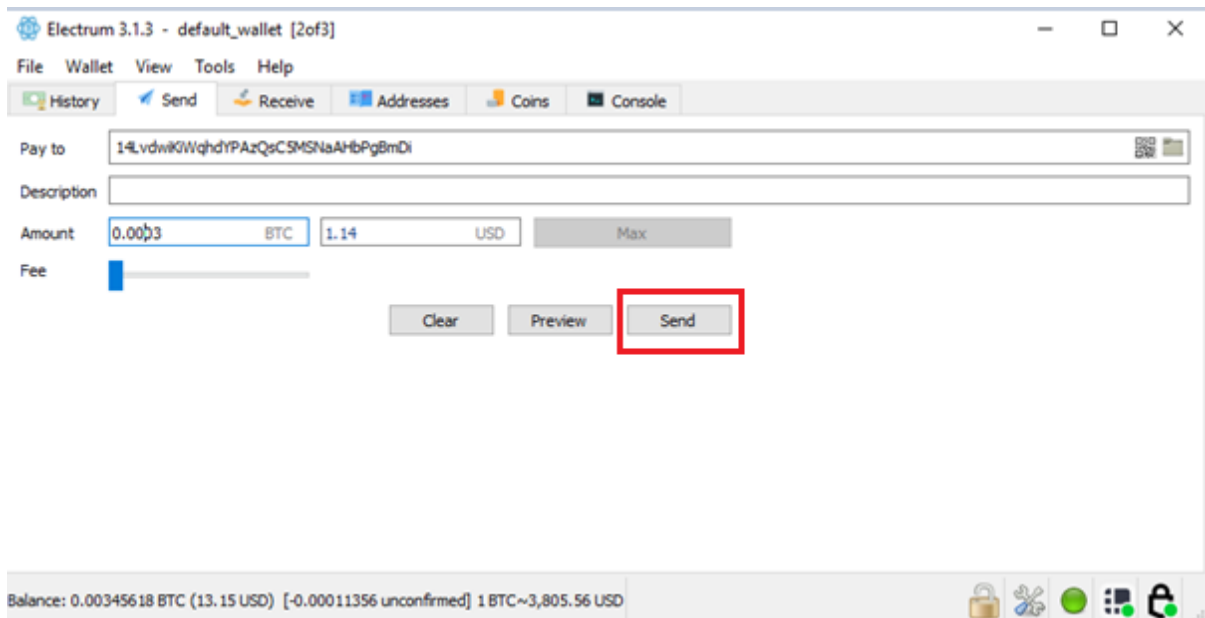 Electrum 3.1.3 - default_wallet [2of3]
File Wallet View Tools Help
History Send Receive Addresses Coins Console
Pay to 14LvdwiKiWqhdYPAzQsC5MSNaAHbPgBmDi
Description
Amount 0.0003 BTC 1.14 USD Max
Fee
Clear Preview Send
Balance: 0.00345618 BTC (13.15 USD) [-0.00011356 unconfirmed] 1 BTC~3,805.56 USD